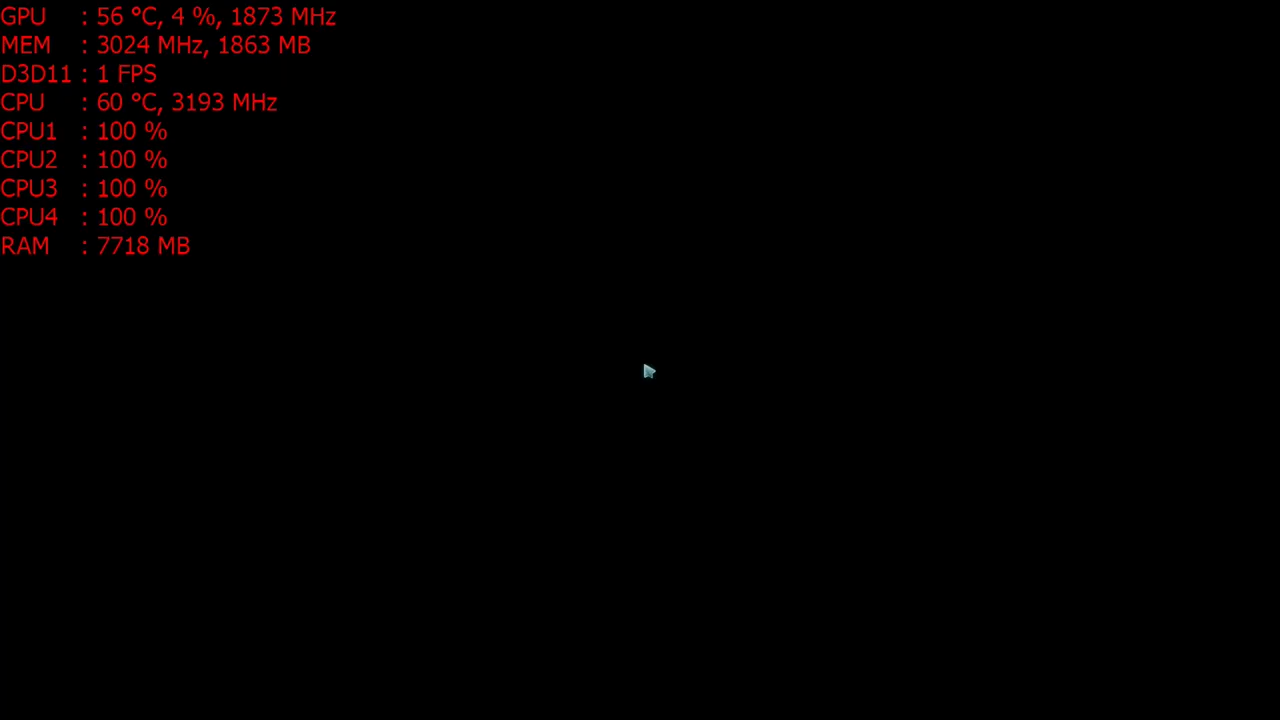 GPU : 56 °C, 4 %, 1873 MHz
MEM : 3024 MHz, 1863 MB
D3D11 : 1 FPS
CPU : 60 °C, 3193 MHz
CPU1 : 100 %
CPU2 : 100 %
CPU3 : 100 %
CPU4 : 100 %
RAM : 7718 MB